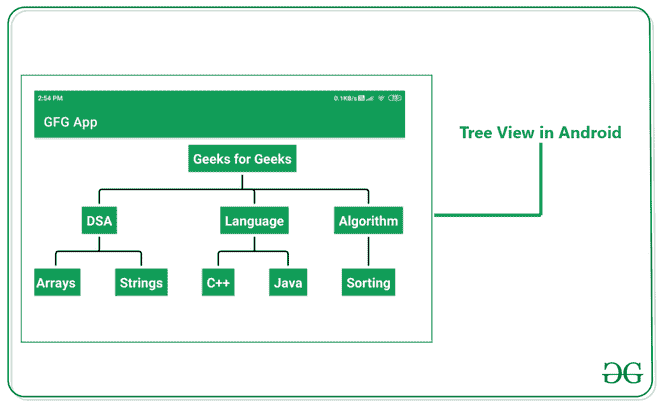 2:54 PM 0.1KB/s
GFG App
Geeks for Geeks
DSA Language Algorithm
Arrays Strings C++ Java Sorting
Tree View in Android